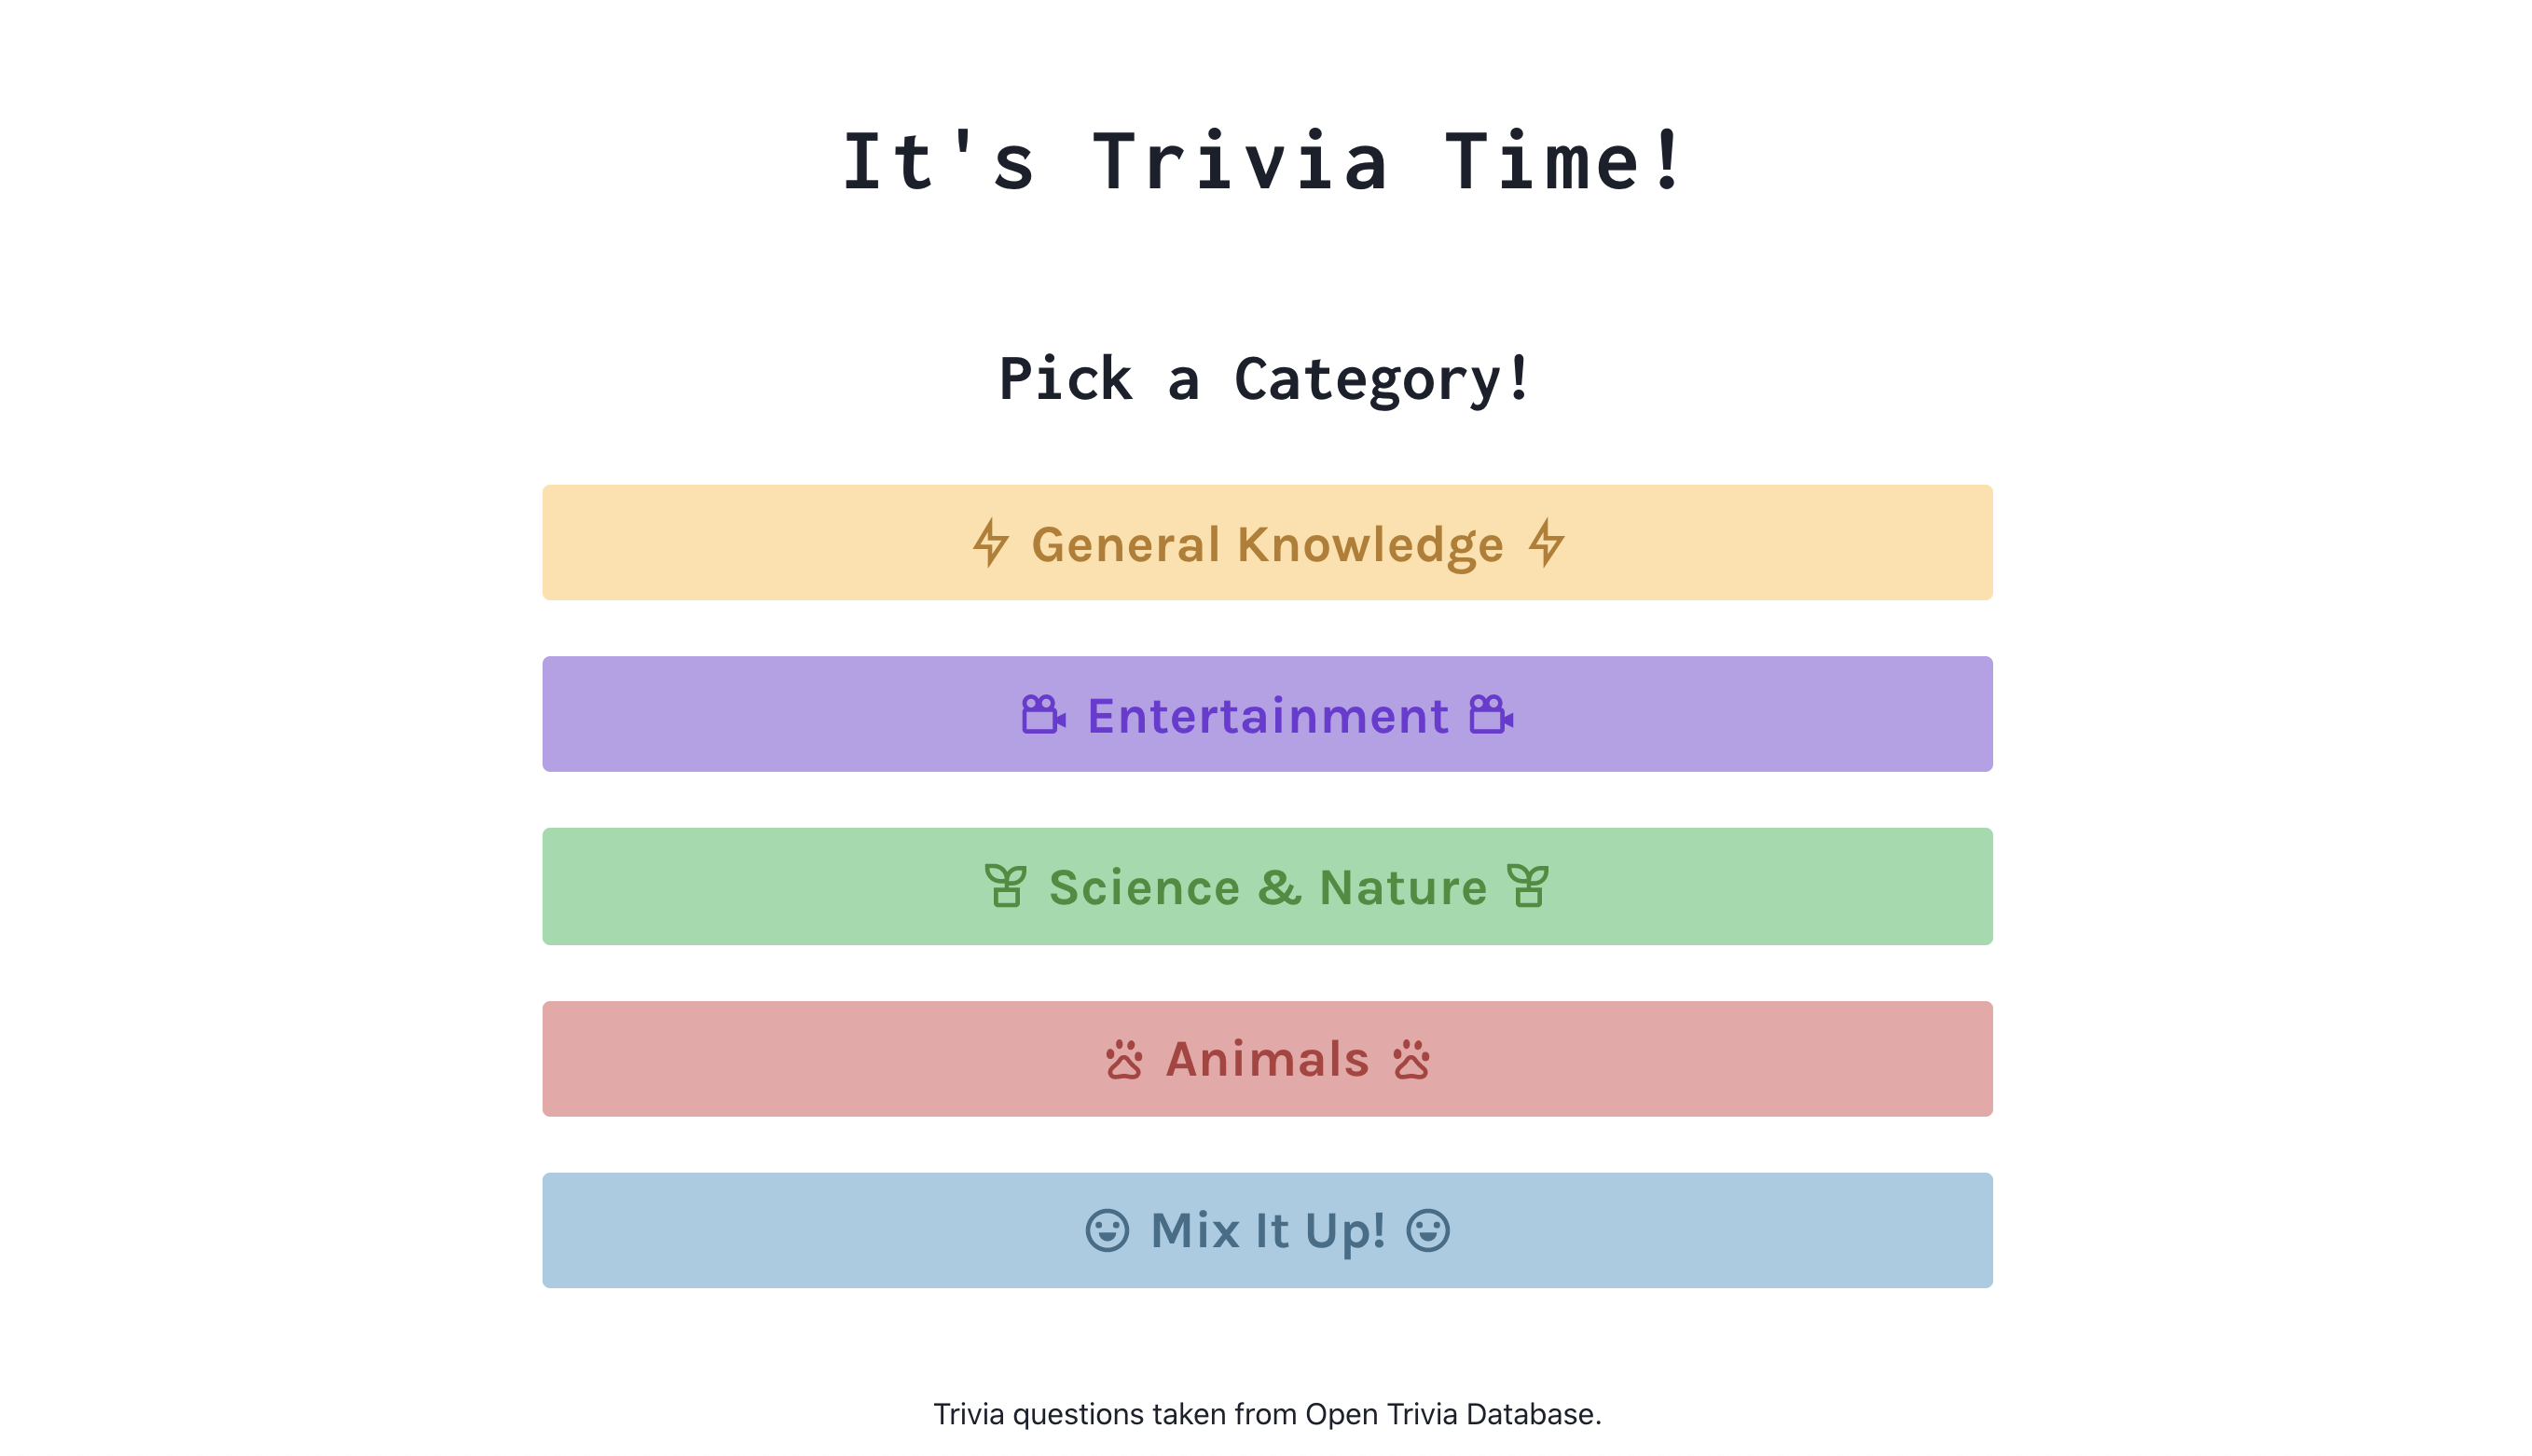 It's Trivia Time!
Pick a Category!
General Knowledge
Entertainment
Science & Nature
Animals
Mix It Up!
Trivia questions taken from Open Trivia Database.